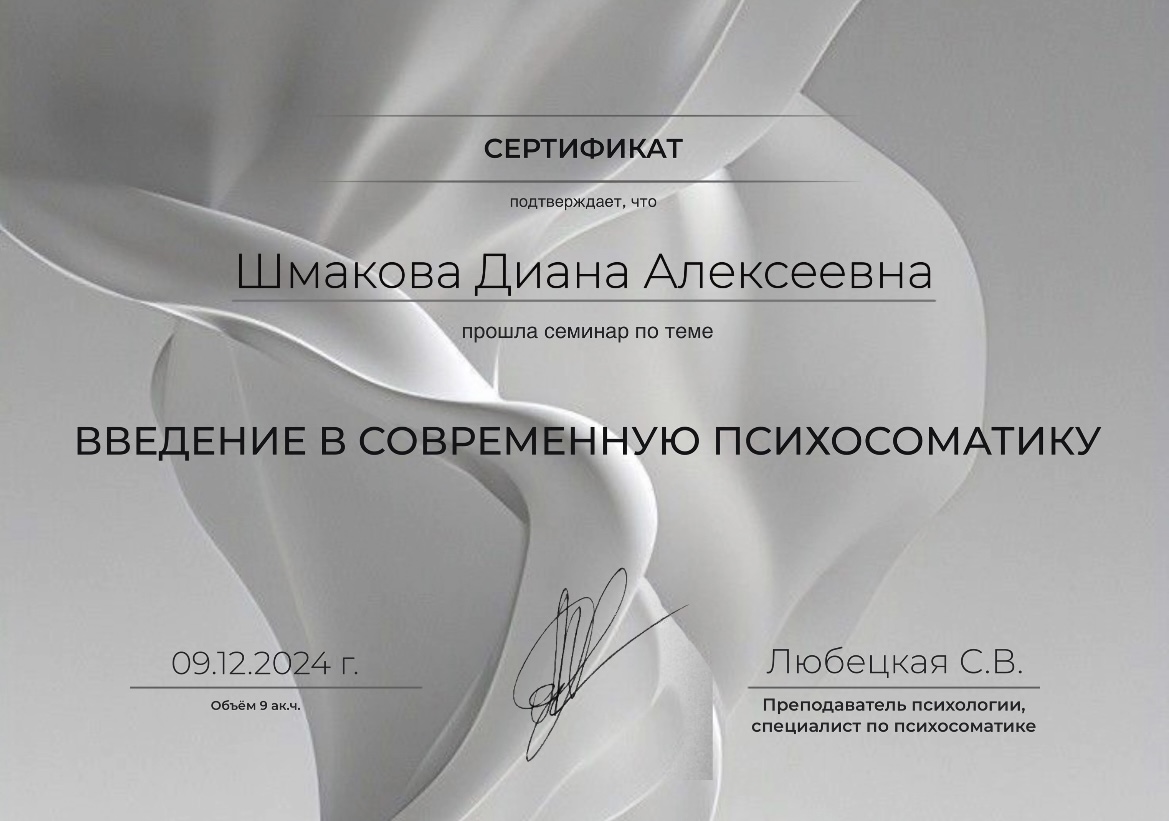 СЕРТИФИКАТ
подтверждает, что
Шмакова Диана Алексеевна
прошла семинар по теме
ВВЕДЕНИЕ В СОВРЕМЕННУЮ ПСИХОСОМАТИКУ
09.12.2024 г.
Объём 9 ак.ч.
Любецкая С.В.
Преподаватель психологии,
специалист по психосоматике